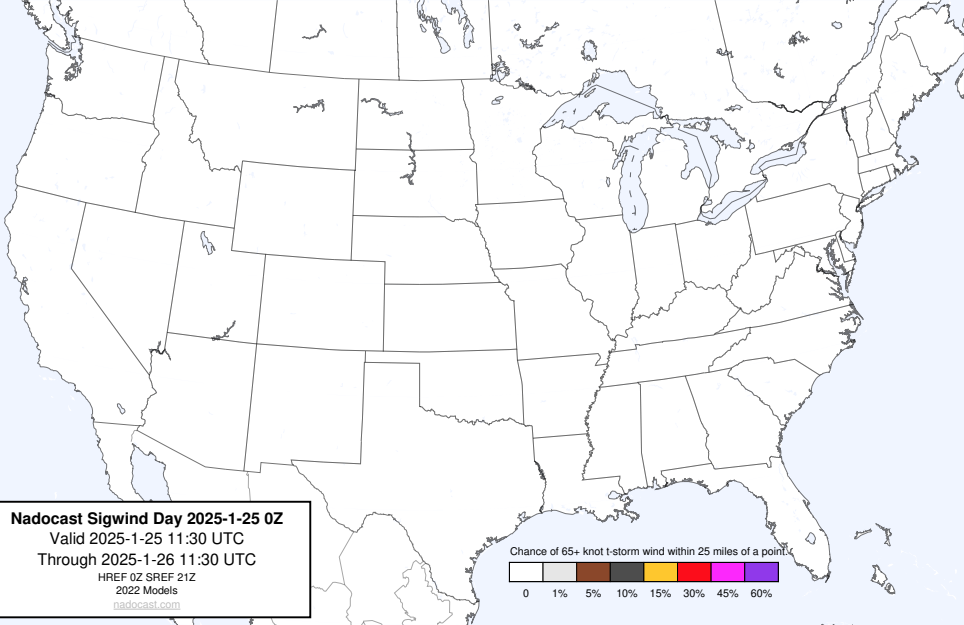 Nadocast Sigwind Day 2025-1-25 0Z
Valid 2025-1-25 11:30 UTC
Through 2025-1-26 11:30 UTC
HREF 0Z SREF 21Z
2022 Models
nadocast.com
Chance of 65+ knot t-storm wind within 25 miles of a point.
0 1% 5% 10% 15% 30% 45% 60%